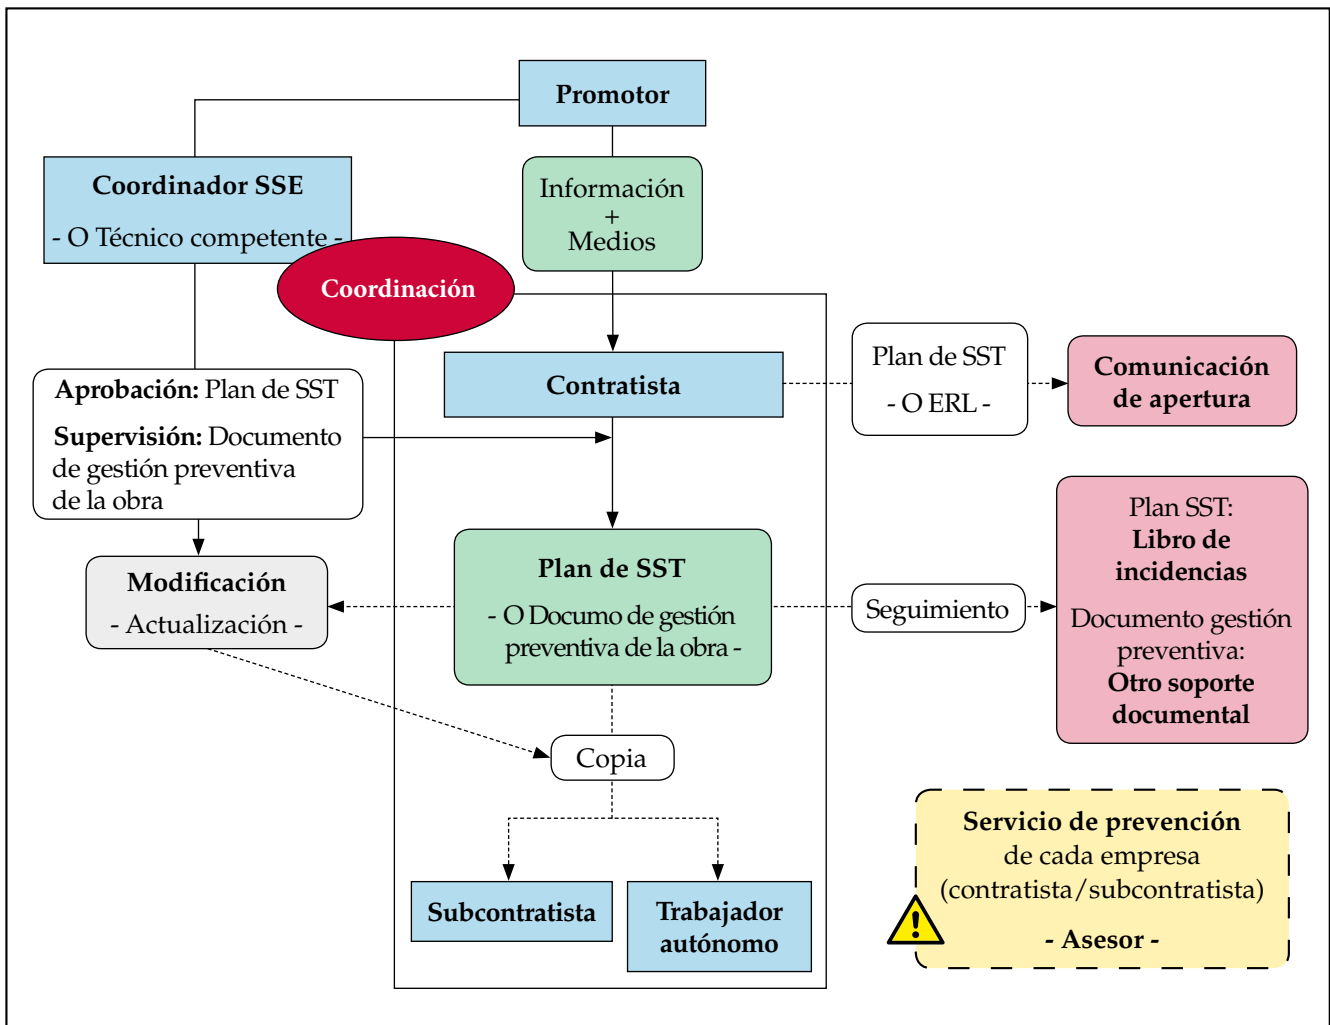 Promotor
Coordinador SSE
- O Técnico competente -
Información
+
Medios
Coordinación
Contratista
Plan de SST
- O ERL -
Comunicación
de apertura
Aprobación: Plan de SST
Supervisión: Documento
de gestión preventiva
de la obra
Modificación
- Actualización -
Plan de SST
- O Documo de gestión
preventiva de la obra -
Seguimiento
Plan SST:
Libro de
incidencias
Documento gestión
preventiva:
Otro soporte
documental
Copia
Subcontratista
Trabajador
autónomo
Servicio de prevención
de cada empresa
(contratista/subcontratista)
- Asesor -
!